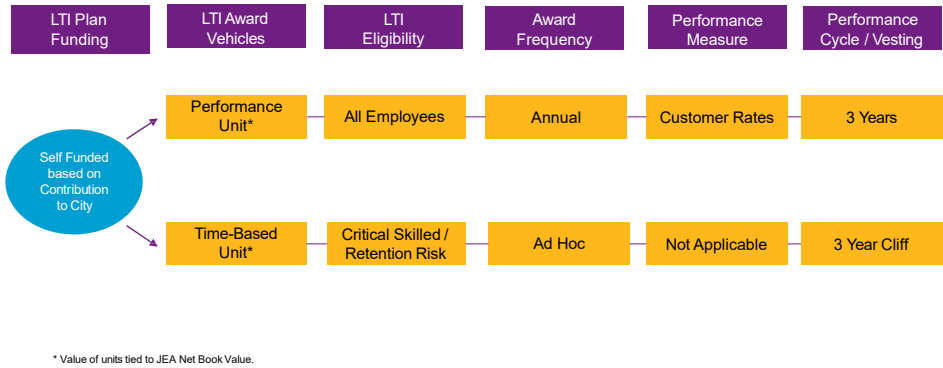 LTI Plan
Funding
LTI Award
Vehicles
LTI
Eligibility
Award
Frequency
Performance
Measure
Performance
Cycle / Vesting
Self Funded
based on
Contribution
to City
Performance
Unit*
All Employees
Annual
Customer Rates
3 Years
Time-Based
Unit*
Critical Skilled /
Retention Risk
Ad Hoc
Not Applicable
3 Year Cliff
* Value of units tied to JEA Net Book Value.